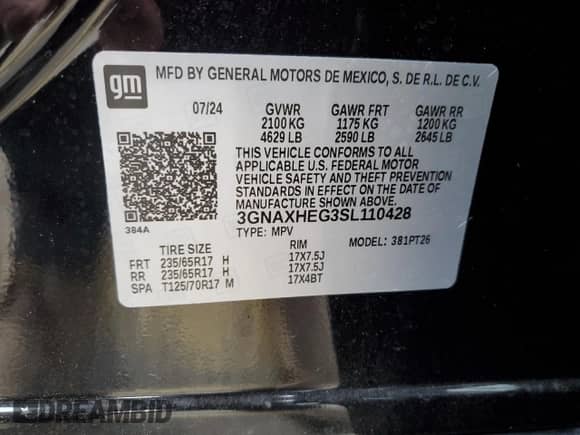 gm
MFD BY GENERAL MOTORS DE MEXICO, S. DE R.L. DE C.V.
07/24 GVWR GAWR FRT GAWR RR
2100 KG 1175 KG 1200 KG
4629 LB 2590 LB 2645 LB
THIS VEHICLE CONFORMS TO ALL
APPLICABLE U.S. FEDERAL MOTOR
VEHICLE SAFETY AND THEFT PREVENTION
STANDARDS IN EFFECT ON THE DATE OF
MANUFACTURE SHOWN ABOVE.
384A 3GNAXHEG3SL110428
TYPE: MPV MODEL: 381PT26
TIRE SIZE RIM
FRT 235/65R17 H 17X7.5J
RR 235/65R17 H 17X7.5J
SPA T125/70R17 M 17X4BT
DREAMBID